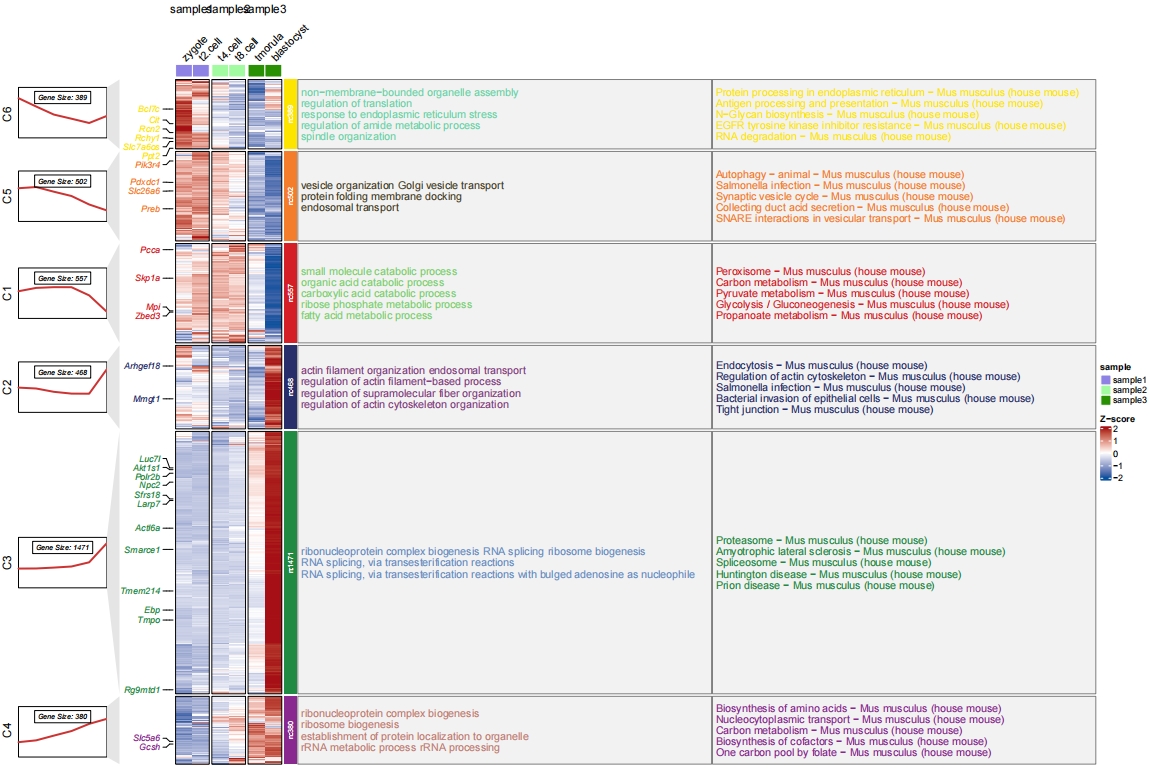 sample1 sample2 sample3
zygote
t2.cell
t4.cell
t8.cell
tmorula
blastocyst
C6
Gene Size: 389
Bcl7c
Clt
Ptpty1
Slc7a6os
Ppt2
non−membrane−bounded organelle assembly
regulation of translation
response to endoplasmic reticulum stress
regulation of amide metabolic process
spindle organization
Protein processing in endoplasmic reticulum − Mus musculus (house mouse)
Antigen processing and presentation − Mus musculus (house mouse)
N−Glycan biosynthesis − Mus musculus (house mouse)
EGFR tyrosine kinase inhibitor resistance − Mus musculus (house mouse)
RNA degradation − Mus musculus (house mouse)
C5
Gene Size: 502
Pik3r4
Pdxdc1
Slc26a6
Preb
rc502
vesicle organization Golgi vesicle transport
protein folding membrane docking
endosomal transport
Autophagy − animal − Mus musculus (house mouse)
Salmonella infection − Mus musculus (house mouse)
Synaptic vesicle cycle − Mus musculus (house mouse)
Collecting duct acid secretion − Mus musculus (house mouse)
SNARE interactions in vesicular transport − Mus musculus (house mouse)
C1
Gene Size: 557
Pcca
Skp1a
Mpi
Zbed3
rc557
small molecule catabolic process
organic acid catabolic process
carboxylic acid catabolic process
ribose phosphate metabolic process
fatty acid metabolic process
Peroxisome − Mus musculus (house mouse)
Carbon metabolism − Mus musculus (house mouse)
Pyruvate metabolism − Mus musculus (house mouse)
Glycolysis / Gluconeogenesis − Mus musculus (house mouse)
Propanoate metabolism − Mus musculus (house mouse)
C2
Gene Size: 468
Arhgef18
Mmgt1
rc468
actin filament organization endosomal transport
regulation of actin filament−based process
regulation of supramolecular fiber organization
regulation of actin cytoskeleton organization
Endocytosis − Mus musculus (house mouse)
Regulation of actin cytoskeleton − Mus musculus (house mouse)
Salmonella infection − Mus musculus (house mouse)
Bacterial invasion of epithelial cells − Mus musculus (house mouse)
Tight junction − Mus musculus (house mouse)
sample
sample1
sample2
sample3
Z−score
2
1
0
−1
−2
C3
Gene Size: 1471
Luc7l
Akt1s1
Polr2b
Npc2
Sfrs18
Larp7
Actl6a
Smarce1
Tmem214
Ebp
Tmpo
Rg9mtd1
rc1471
ribonucleoprotein complex biogenesis RNA splicing ribosome biogenesis
RNA splicing, via transesterification reactions
RNA splicing, via transesterification reactions with bulged adenosine as nucleophile
Proteasome − Mus musculus (house mouse)
Amyotrophic lateral sclerosis − Mus musculus (house mouse)
Spliceosome − Mus musculus (house mouse)
Huntington disease − Mus musculus (house mouse)
Prion disease − Mus musculus (house mouse)
C4
Gene Size: 380
Slc5a6
Gcsh
rc380
ribonucleoprotein complex biogenesis
ribosome biogenesis
establishment of protein localization to organelle
rRNA metabolic process rRNA processing
Biosynthesis of amino acids − Mus musculus (house mouse)
Nucleocytoplasmic transport − Mus musculus (house mouse)
Carbon metabolism − Mus musculus (house mouse)
Biosynthesis of cofactors − Mus musculus (house mouse)
One carbon pool by folate − Mus musculus (house mouse)